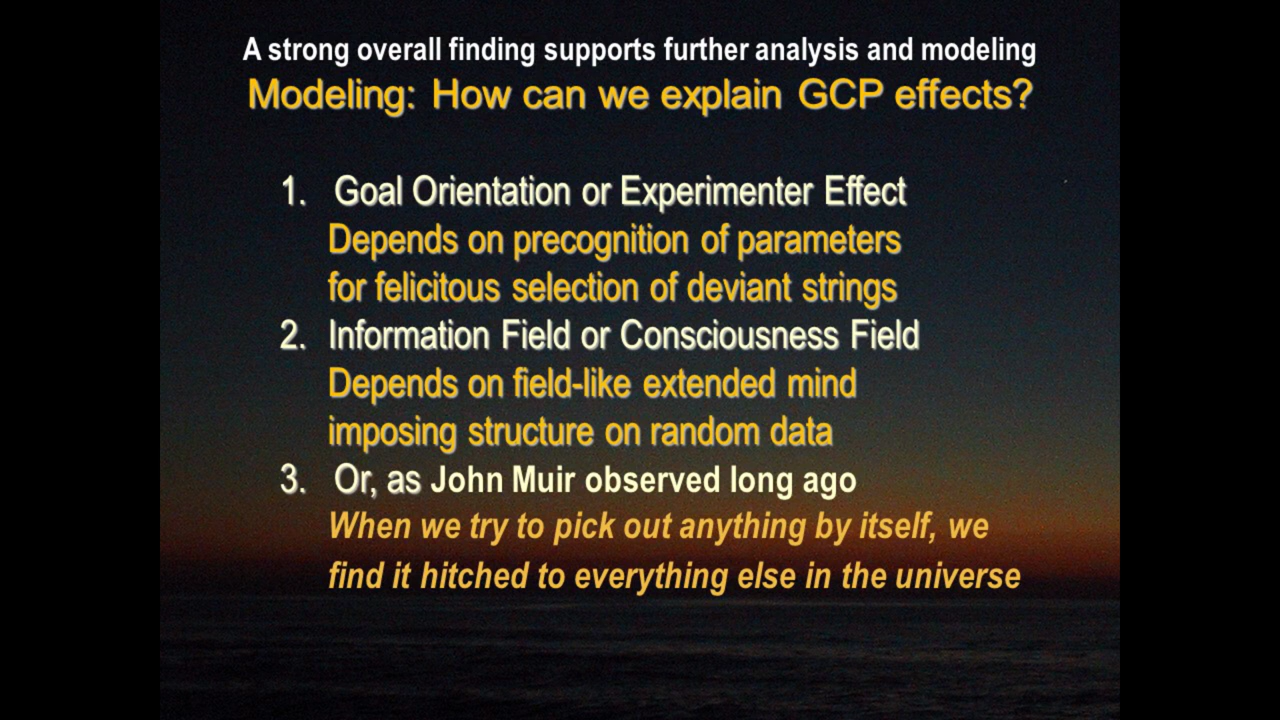 A strong overall finding supports further analysis and modeling
Modeling: How can we explain GCP effects?
1. Goal Orientation or Experimenter Effect
Depends on precognition of parameters
for felicitous selection of deviant strings
2. Information Field or Consciousness Field
Depends on field-like extended mind
imposing structure on random data
3. Or, as John Muir observed long ago
When we try to pick out anything by itself, we
find it hitched to everything else in the universe